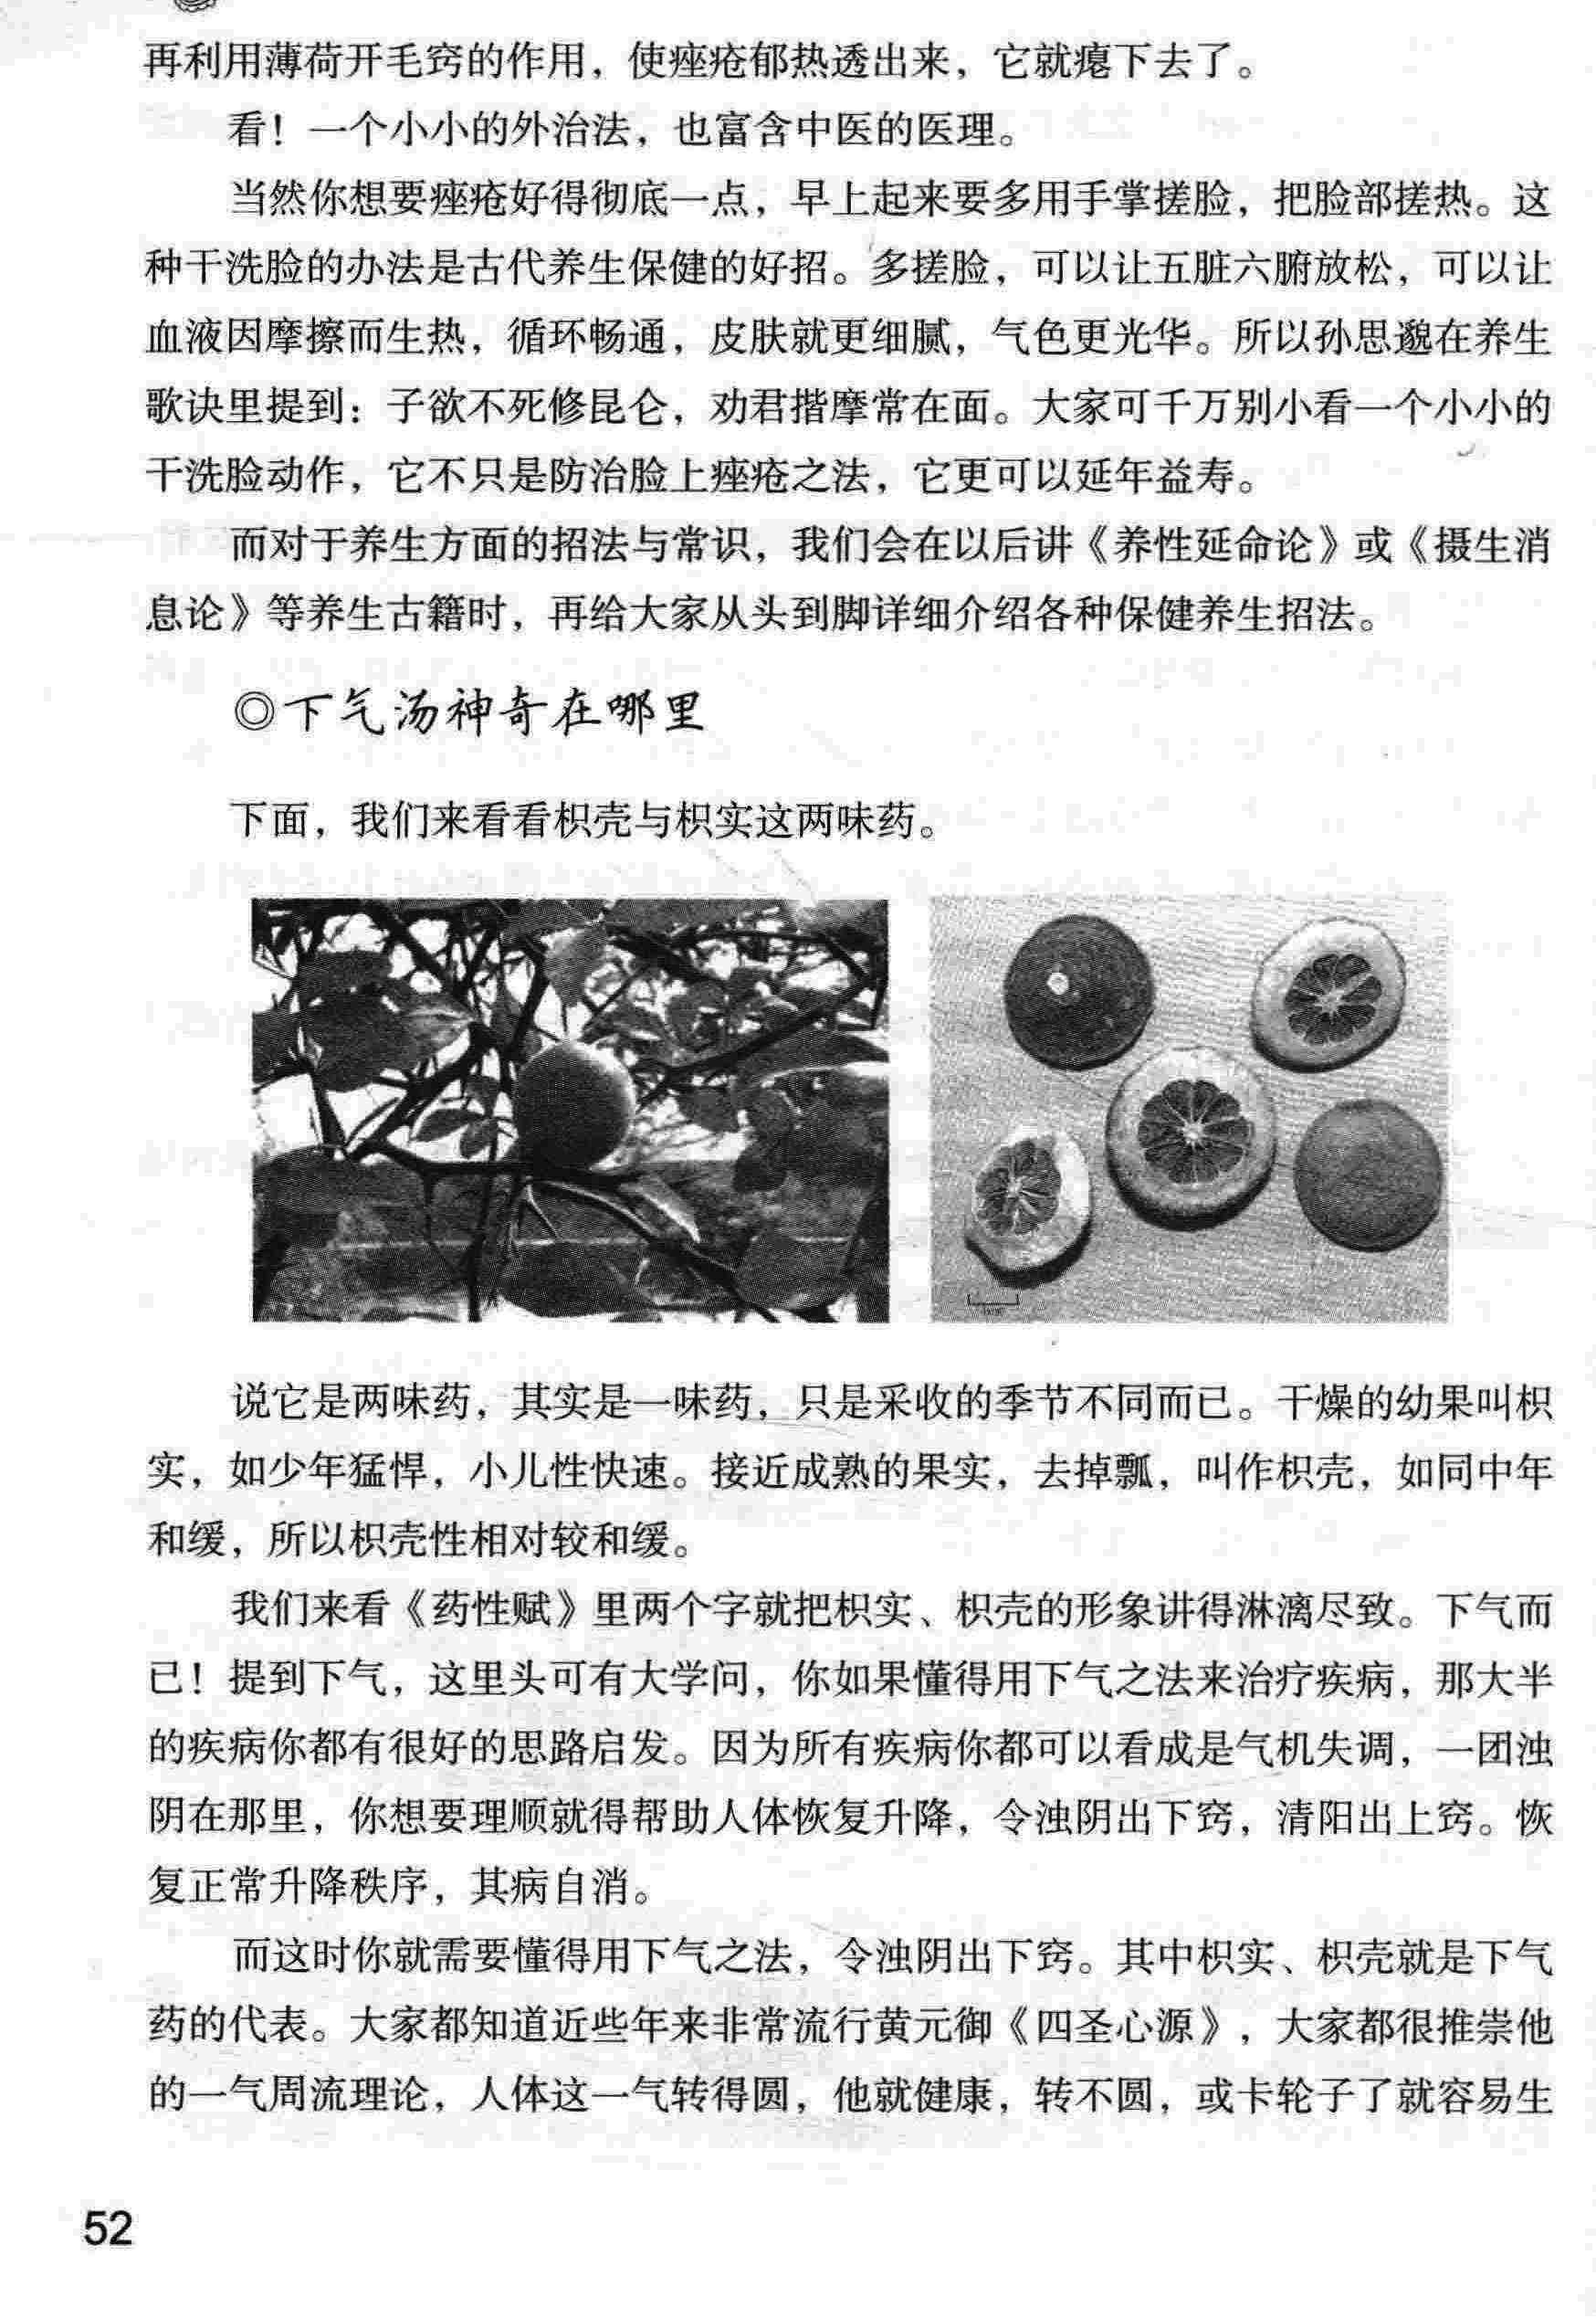 再利用薄荷开毛窍的作用，使痤疮郁热透出来，它就瘪下去了。
看！一个小小的外治法，也富含中医的医理。
当然你想要痤疮好得彻底一点，早上起来要多用手掌搓脸，把脸部搓热。这
种干洗脸的办法是古代养生保健的好招。多搓脸，可以让五脏六腑放松，可以让
血液因摩擦而生热，循环畅通，皮肤就更细腻，气色更光华。所以孙思邈在养生
歌诀里提到：子欲不死修昆仑，劝君揩摩常在面。大家可千万别小看一个小小的
干洗脸动作，它不只是防治脸上痤疮之法，它更可以延年益寿。
而对于养生方面的招法与常识，我们会在以后讲《养性延命论》或《摄生消
息论》等养生古籍时，再给大家从头到脚详细介绍各种保健养生招法。
◎下气汤神奇在哪里
下面，我们来看看枳壳与枳实这两味药。
说它是两味药，其实是一味药，只是采收的季节不同而已。干燥的幼果叫枳
实，如少年猛悍，小儿性快速。接近成熟的果实，去掉瓢，叫作枳壳，如同中年
和缓，所以枳壳性相对较和缓。
我们来看《药性赋》里两个字就把枳实、枳壳的形象讲得淋漓尽致。下气而
已！提到下气，这里头可有大学问，你如果懂得用下气之法来治疗疾病，那大半
的疾病你都有很好的思路启发。因为所有疾病你都可以看成是气机失调，一团浊
阴在那里，你想要理顺就得帮助人体恢复升降，令浊阴出下窍，清阳出上窍。恢
复正常升降秩序，其病自消。
而这时你就需要懂得用下气之法，令浊阴出下窍。其中枳实、枳壳就是下气
药的代表。大家都知道近些年来非常流行黄元御《四圣心源》，大家都很推崇他
的一气周流理论，人体这一气转得圆，他就健康，转不圆，或卡轮子了就容易生
52